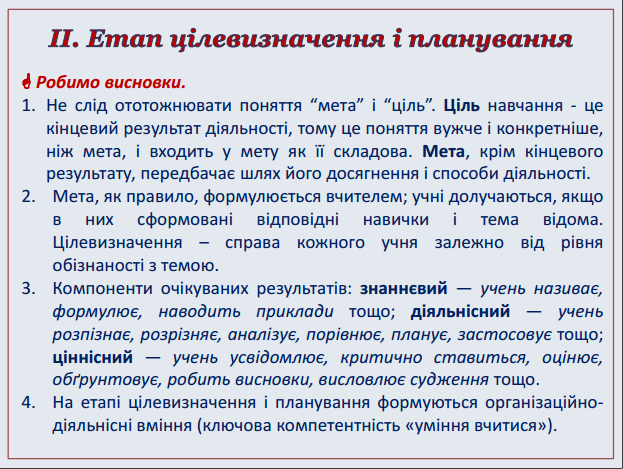 ІІ. Етап цілевизначення і планування
Робимо висновки.
1. Не слід ототожнювати поняття “мета” і “ціль”. Ціль навчання - це
кінцевий результат діяльності, тому це поняття вужче і конкретніше,
ніж мета, і входить у мету як її складова. Мета, крім кінцевого
результату, передбачає шлях його досягнення і способи діяльності.
2. Мета, як правило, формулюється вчителем; учні долучаються, якщо
в них сформовані відповідні навички і тема відома.
Цілевизначення – справа кожного учня залежно від рівня
обізнаності з темою.
3. Компоненти очікуваних результатів: знаннєвий — учень називає,
формулює, наводить приклади тощо; діяльнісний — учень
розпізнає, розрізняє, аналізує, порівнює, планує, застосовує тощо;
ціннісний — учень усвідомлює, критично ставиться, оцінює,
обґрунтовує, робить висновки, висловлює судження тощо.
4. На етапі цілевизначення і планування формуються організаційно-
діяльнісні вміння (ключова компетентність «уміння вчитися»).